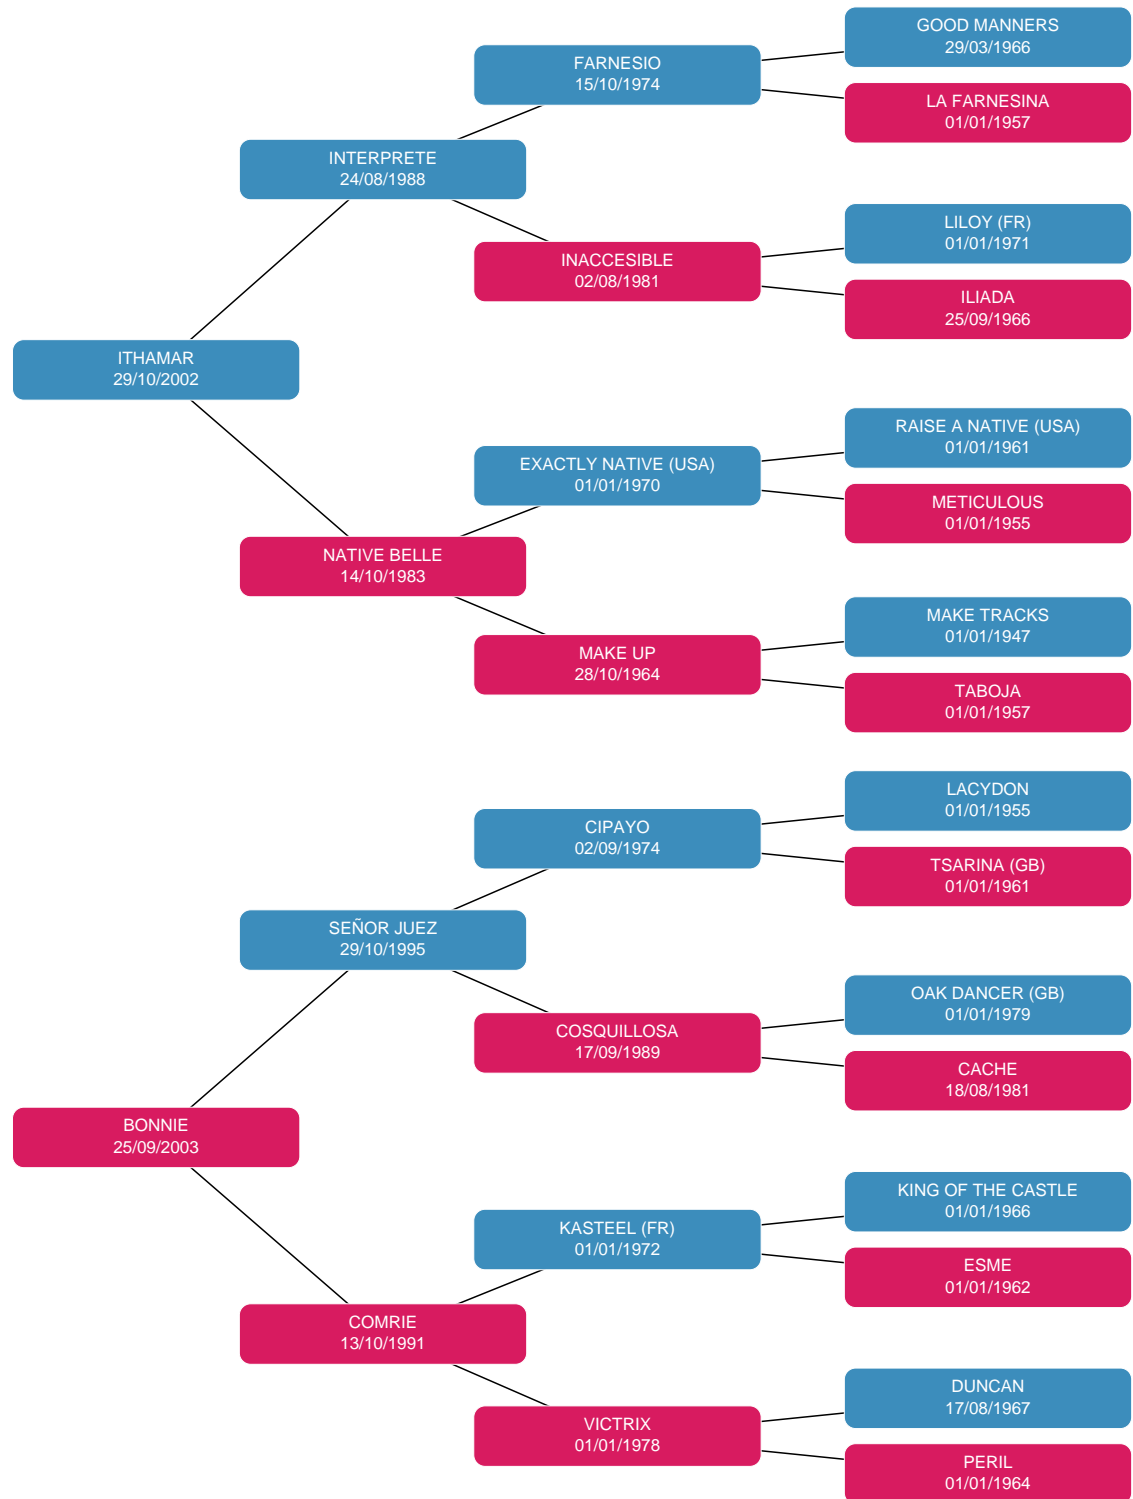 GOOD MANNERS
29/03/1966
FARNESIO
15/10/1974
LA FARNESINA
01/01/1957
INTERPRETE
24/08/1988
LILOY (FR)
01/01/1971
INACCESIBLE
02/08/1981
ILIADA
25/09/1966
ITHAMAR
29/10/2002
RAISE A NATIVE (USA)
01/01/1961
EXACTLY NATIVE (USA)
01/01/1970
METICULOUS
01/01/1955
NATIVE BELLE
14/10/1983
MAKE TRACKS
01/01/1947
MAKE UP
28/10/1964
TABOJA
01/01/1957
LACYDON
01/01/1955
CIPAYO
02/09/1974
TSARINA (GB)
01/01/1961
SEÑOR JUEZ
29/10/1995
OAK DANCER (GB)
01/01/1979
COSQUILLOSA
17/09/1989
CACHE
18/08/1981
BONNIE
25/09/2003
KING OF THE CASTLE
01/01/1966
KASTEEL (FR)
01/01/1972
ESME
01/01/1962
COMRIE
13/10/1991
DUNCAN
17/08/1967
VICTRIX
01/01/1978
PERIL
01/01/1964